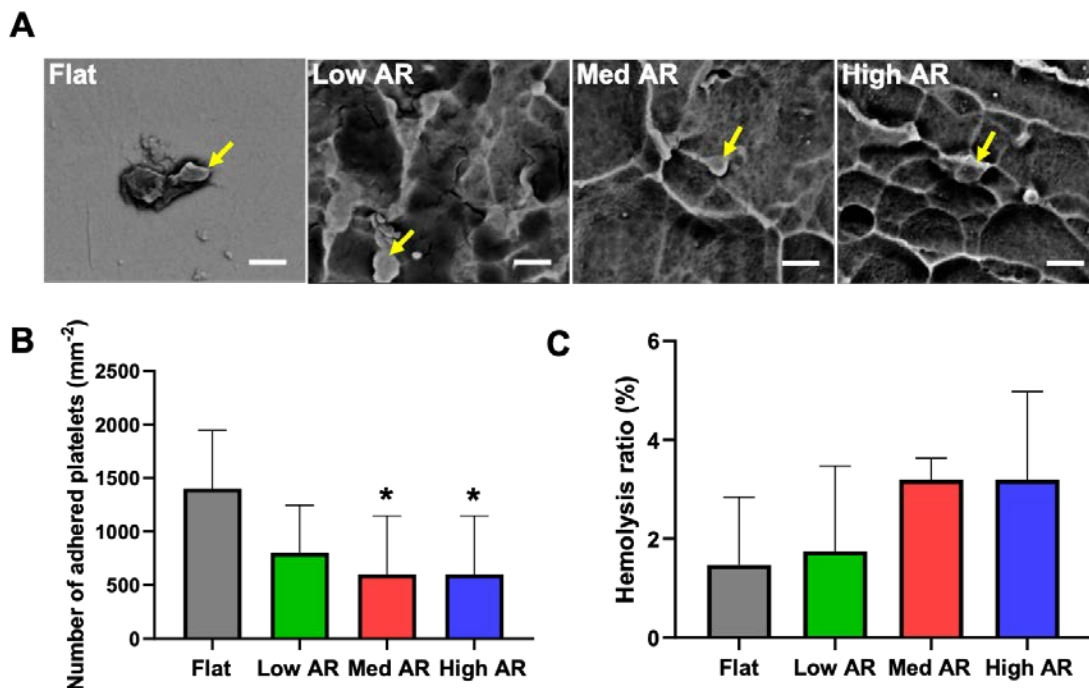 A
Flat
Low AR
Med AR
High AR
B
Number of adhered platelets (mm⁻²)
2500
2000
1500
1000
500
0
* *
Flat Low AR Med AR High AR
C
Hemolysis ratio (%)
6
4
2
0
Flat Low AR Med AR High AR